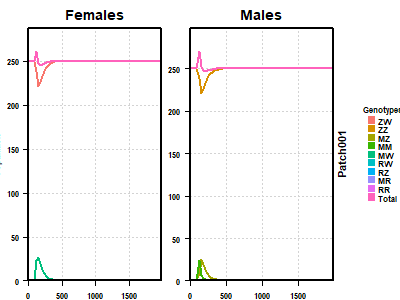 Females
Males
250
200
150
100
50
0
0
500
1000
1500
250
200
150
100
50
0
0
500
1000
1500
Patch001
Genotypes
ZW
ZZ
MZ
MM
MW
RW
RZ
MR
RR
Total